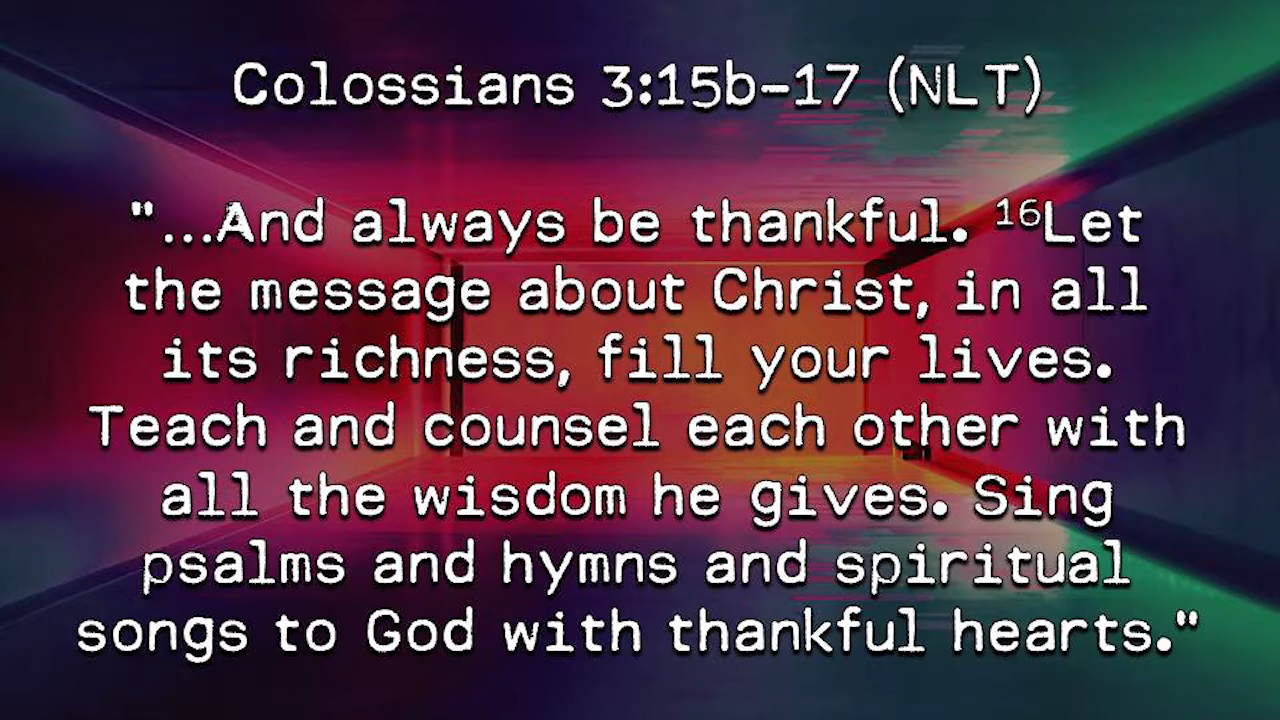 Colossians 3:15b-17 (NLT)
"...And always be thankful. ¹⁶Let
the message about Christ, in all
its richness, fill your lives.
Teach and counsel each other with
all the wisdom he gives. Sing
psalms and hymns and spiritual
songs to God with thankful hearts."